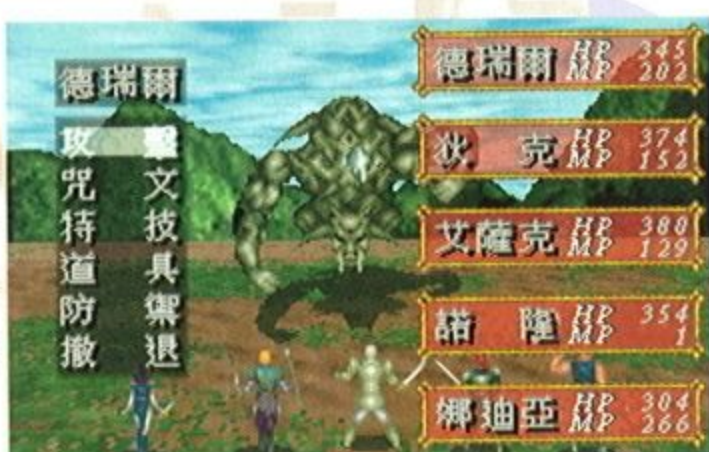 德瑞爾
攻擊
咒文
特技
道具
防禦
撤退
德瑞爾 HP 345
MP 202
狄克 HP 374
MP 152
艾薩克 HP 380
MP 129
諾隆 HP 354
MP 1
娜迪亞 HP 304
MP 266